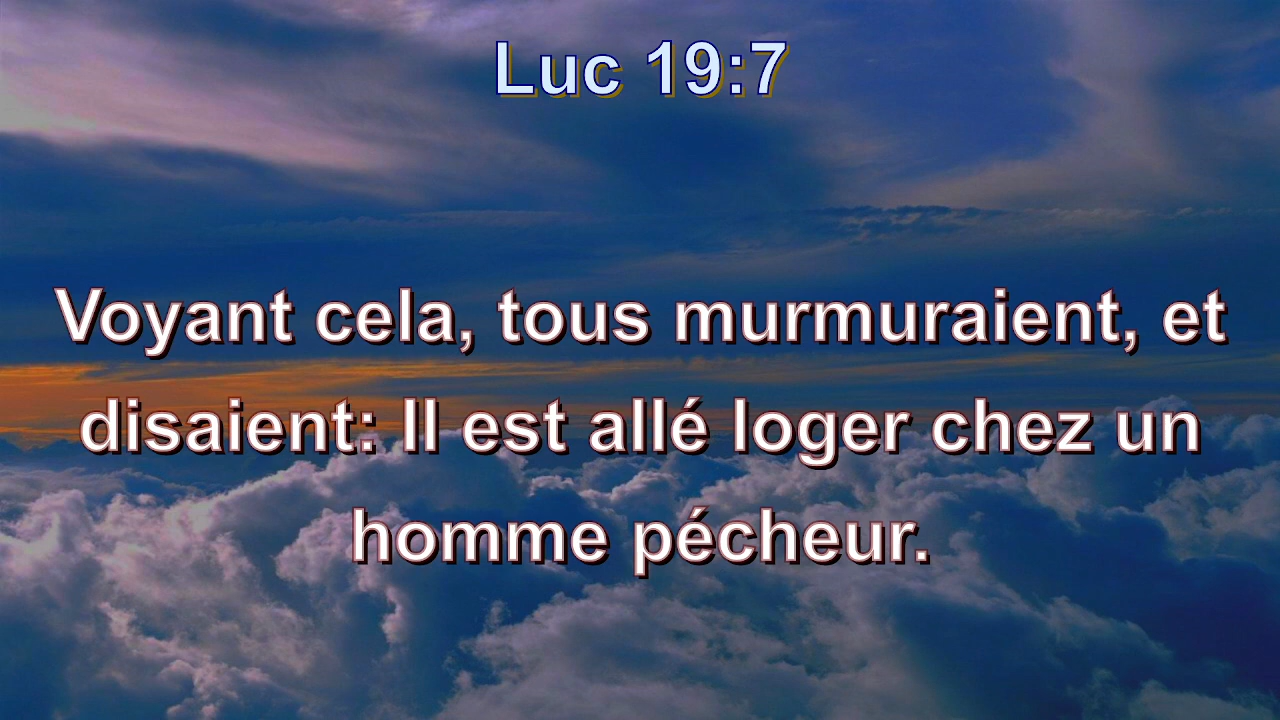 Luc 19:7
Voyant cela, tous murmuraient, et
disaient: Il est allé loger chez un
homme pécheur.